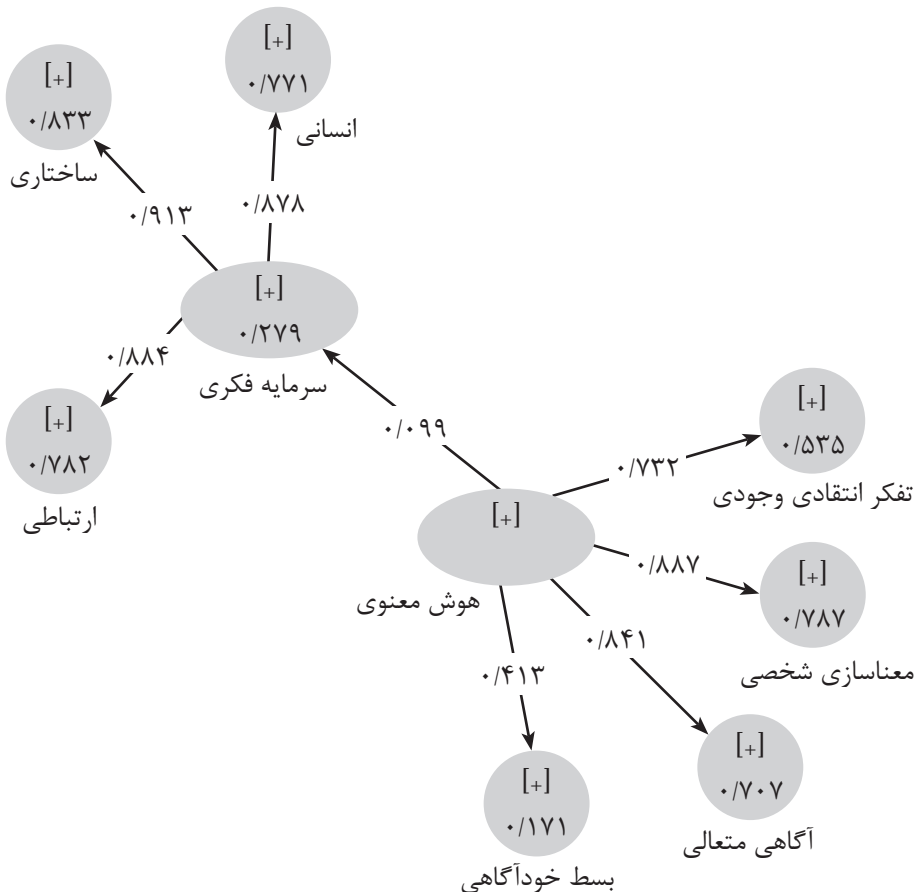 [+]
۰/۷۷۱
انسانی
[+]
۰/۸۳۳
ساختاری
۰/۸۷۸
۰/۹۱۳
[+]
۰/۲۷۹
سرمایه فکری
۰/۸۸۴
[+]
۰/۷۸۲
ارتباطی
۰/۰۹۹
[+]
۰/۵۳۵
تفکر انتقادی وجودی
۰/۷۳۲
[+]
هوش معنوی
۰/۸۸۷
[+]
۰/۷۸۷
معناسازی شخصی
۰/۸۴۱
۰/۴۱۳
[+]
۰/۷۰۷
آگاهی متعالی
[+]
۰/۱۷۱
بسط خودآگاهی